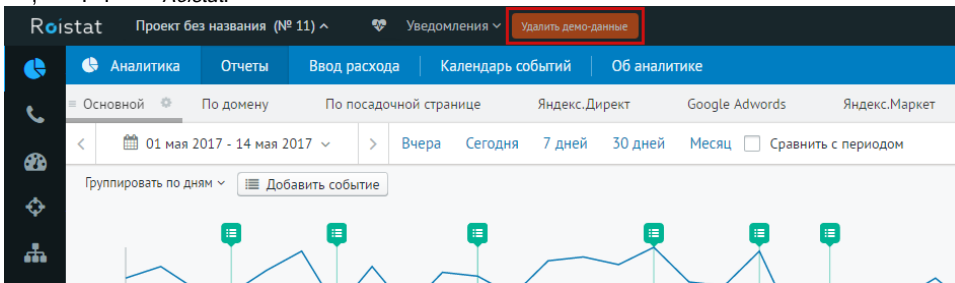 Roistat Проект без названия (№ 11) Уведомления Удалить демо-данные
Аналитика Отчеты Ввод расхода Календарь событий Об аналитике
Основной По домену По посадочной странице Яндекс.Директ Google Adwords Яндекс.Маркет
01 мая 2017 - 14 мая 2017 Вчера Сегодня 7 дней 30 дней Месяц Сравнить с периодом
Группировать по дням Добавить событие